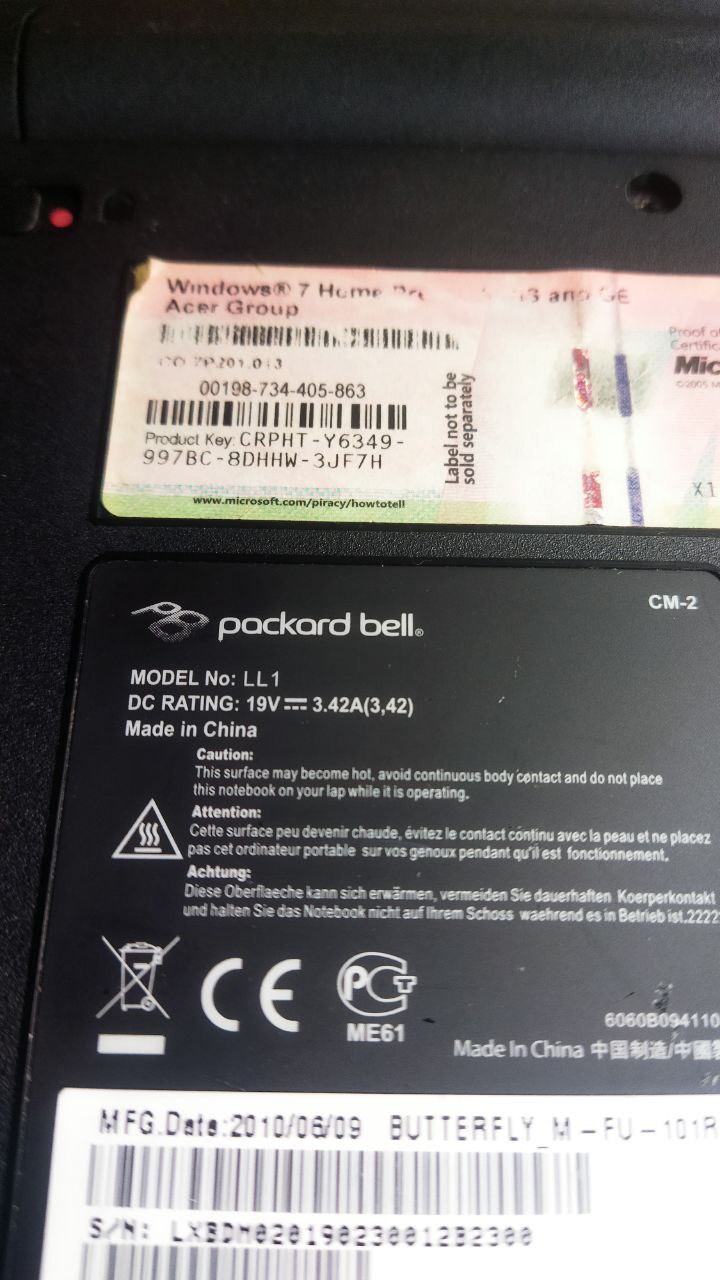 Windows® 7 Home
Acer Group
00198-734-405-863
Product Key: CRPHT-Y6349-
997BC-8DHHW-3JF7H
Label not to be
sold separately
www.microsoft.com/piracy/howtotell
Proof of
©2005
X1
packard bell®
CM-2
MODEL No: LL1
DC RATING: 19V 3.42A(3,42)
Made in China
Caution:
This surface may become hot, avoid continuous body contact and do not place
this notebook on your lap while it is operating.
Attention:
Cette surface peu devenir chaude, évitez le contact continu avec la peau et ne placez
pas cet ordinateur portable sur vos genoux pendant qu'il est fonctionnement.
Achtung:
Diese Oberflaeche kann sich erwärmen, vermeiden Sie dauerhaften Koerperkontakt
und halten Sie das Notebook nicht auf Ihrem Schoss waehrend es in Betrieb ist.2222
CE
PCT
ME61
6060B094110
Made In China 中国制造/中國
MFG.Date:2010/06/09 BUTTERFLY_M-FU-101R
S/N: LXBDM020190230012B2300